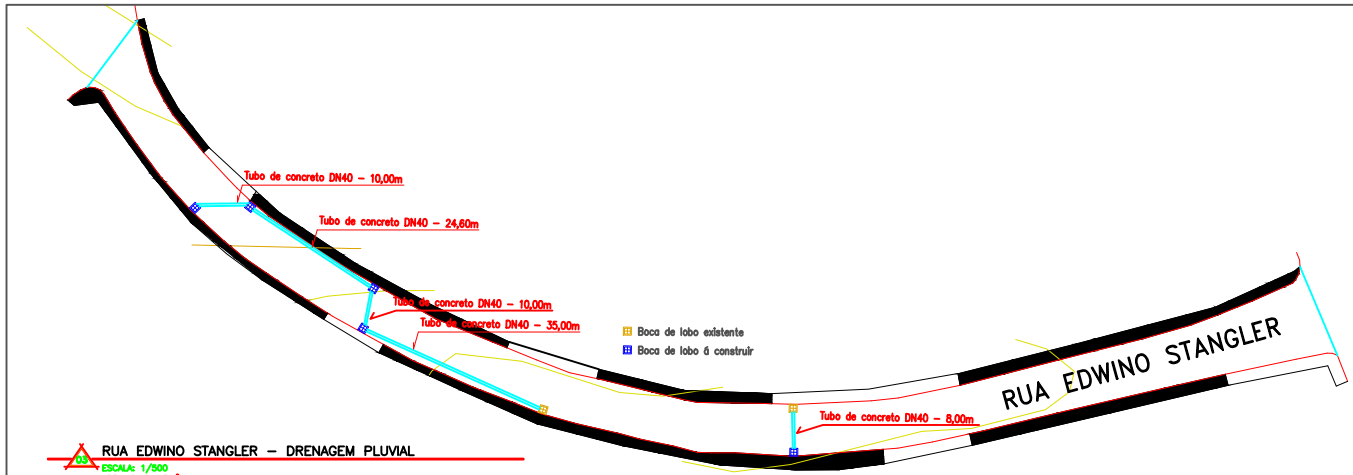 Tubo de concreto DN40 - 10,00m
Tubo de concreto DN40 - 24,60m
Tubo de concreto DN40 - 10,00m
Tubo de concreto DN40 - 35,00m
Boca de lobo existente
Boca de lobo á construir
RUA EDWINO STANGLER
Tubo de concreto DN40 - 8,00m
03
RUA EDWINO STANGLER - DRENAGEM PLUVIAL
ESCALA: 1/500